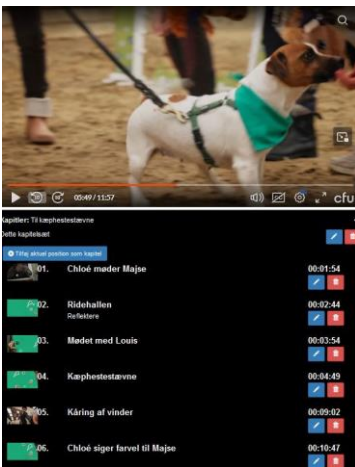 05:49 / 11:57
cfu
Kapitler: Til kæphestestævne
Dette kapitelsæt
Tilføj aktuel position som kapitel
01. Chloé møder Majse 00:01:54
02. Ridehallen 00:02:44
Reflektere
03. Mødet med Louis 00:03:54
04. Kæphestestævne 00:04:49
05. Kåring af vinder 00:09:02
06. Chloé siger farvel til Majse 00:10:47